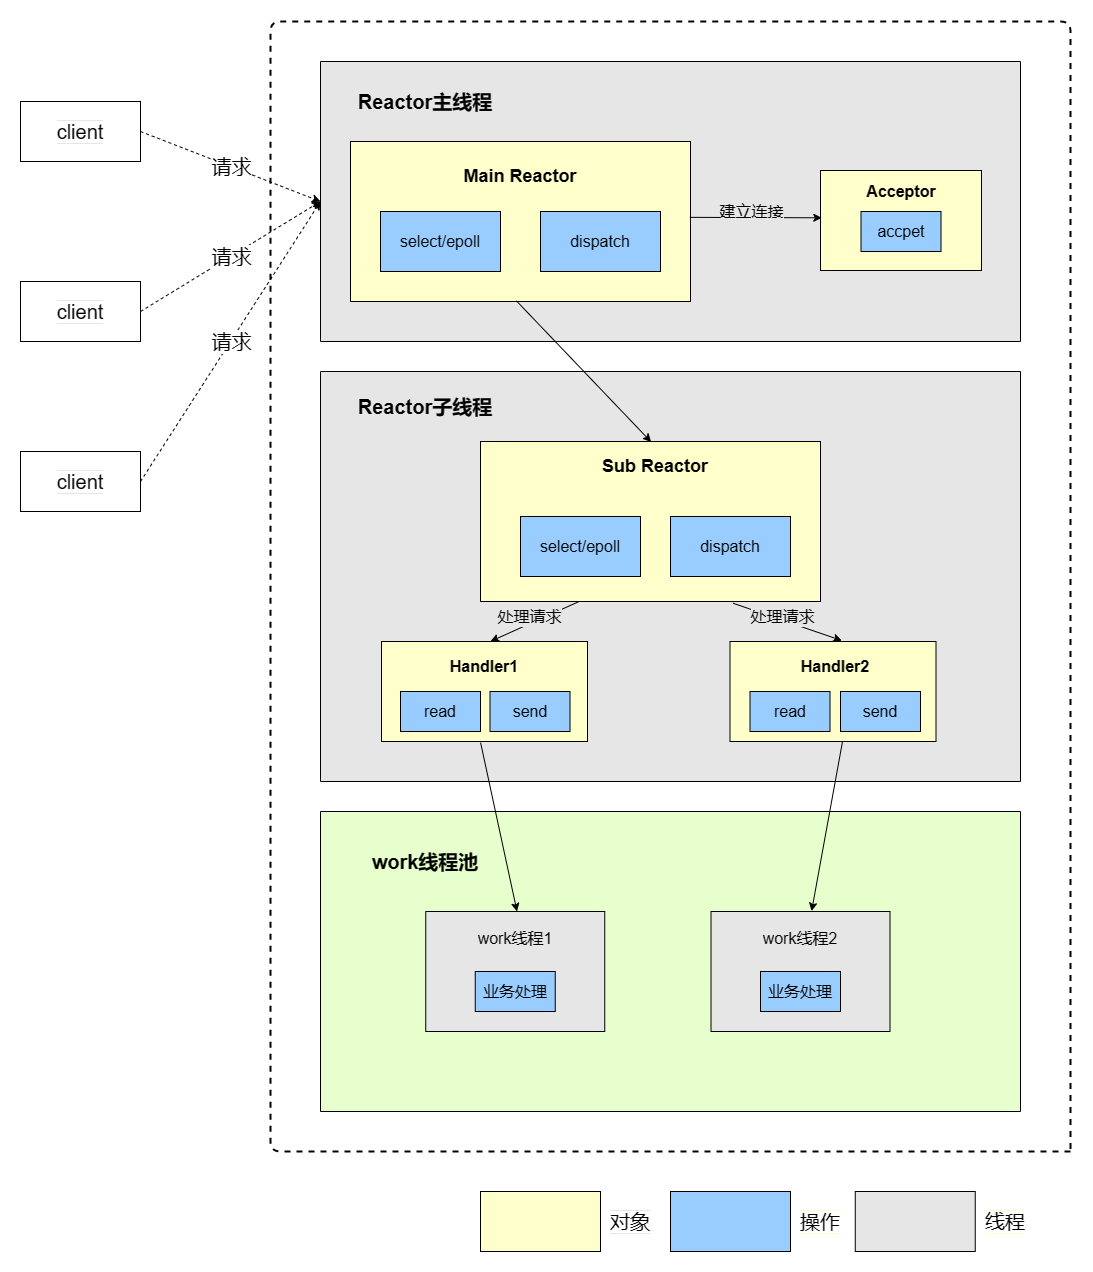 Reactor主线程
client
请求
Main Reactor
select/epoll
dispatch
建立连接
Acceptor
accpet
请求
client
请求
Reactor子线程
client
Sub Reactor
select/epoll
dispatch
处理请求
处理请求
Handler1
read
send
Handler2
read
send
work线程池
work线程1
业务处理
work线程2
业务处理
对象
操作
线程